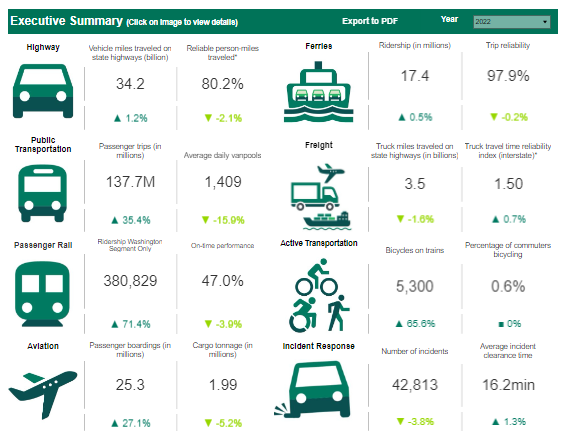 Executive Summary (Click on Image to view details)
Export to PDF
Year
2022
Highway
Vehicle miles traveled on
state highways (billion)
34.2
▲ 1.2%
Reliable person-miles
traveled*
80.2%
▼ -2.1%
Ferries
Ridership (in millions)
17.4
▲ 0.5%
Trip reliability
97.9%
▼ -0.2%
Public
Transportation
Passenger trips (in
millions)
137.7M
▲ 35.4%
Average daily vanpools
1,409
▼ -15.9%
Freight
Truck miles traveled on
state highways (in billions)
3.5
▼ -1.6%
Truck travel time reliability
index (interstate)*
1.50
▲ 0.7%
Passenger Rail
Ridership Washington
Segment Only
380,829
▲ 71.4%
On-time performance
47.0%
▼ -3.9%
Active Transportation
Bicycles on trains
5,300
▲ 65.6%
Percentage of commuters
bicycling
0.6%
■ 0%
Aviation
Passenger boardings (in
millions)
25.3
▲ 27.1%
Cargo tonnage (in
millions)
1.99
▼ -5.2%
Incident Response
Number of incidents
42,813
▼ -3.8%
Average incident
clearance time
16.2min
▲ 1.3%